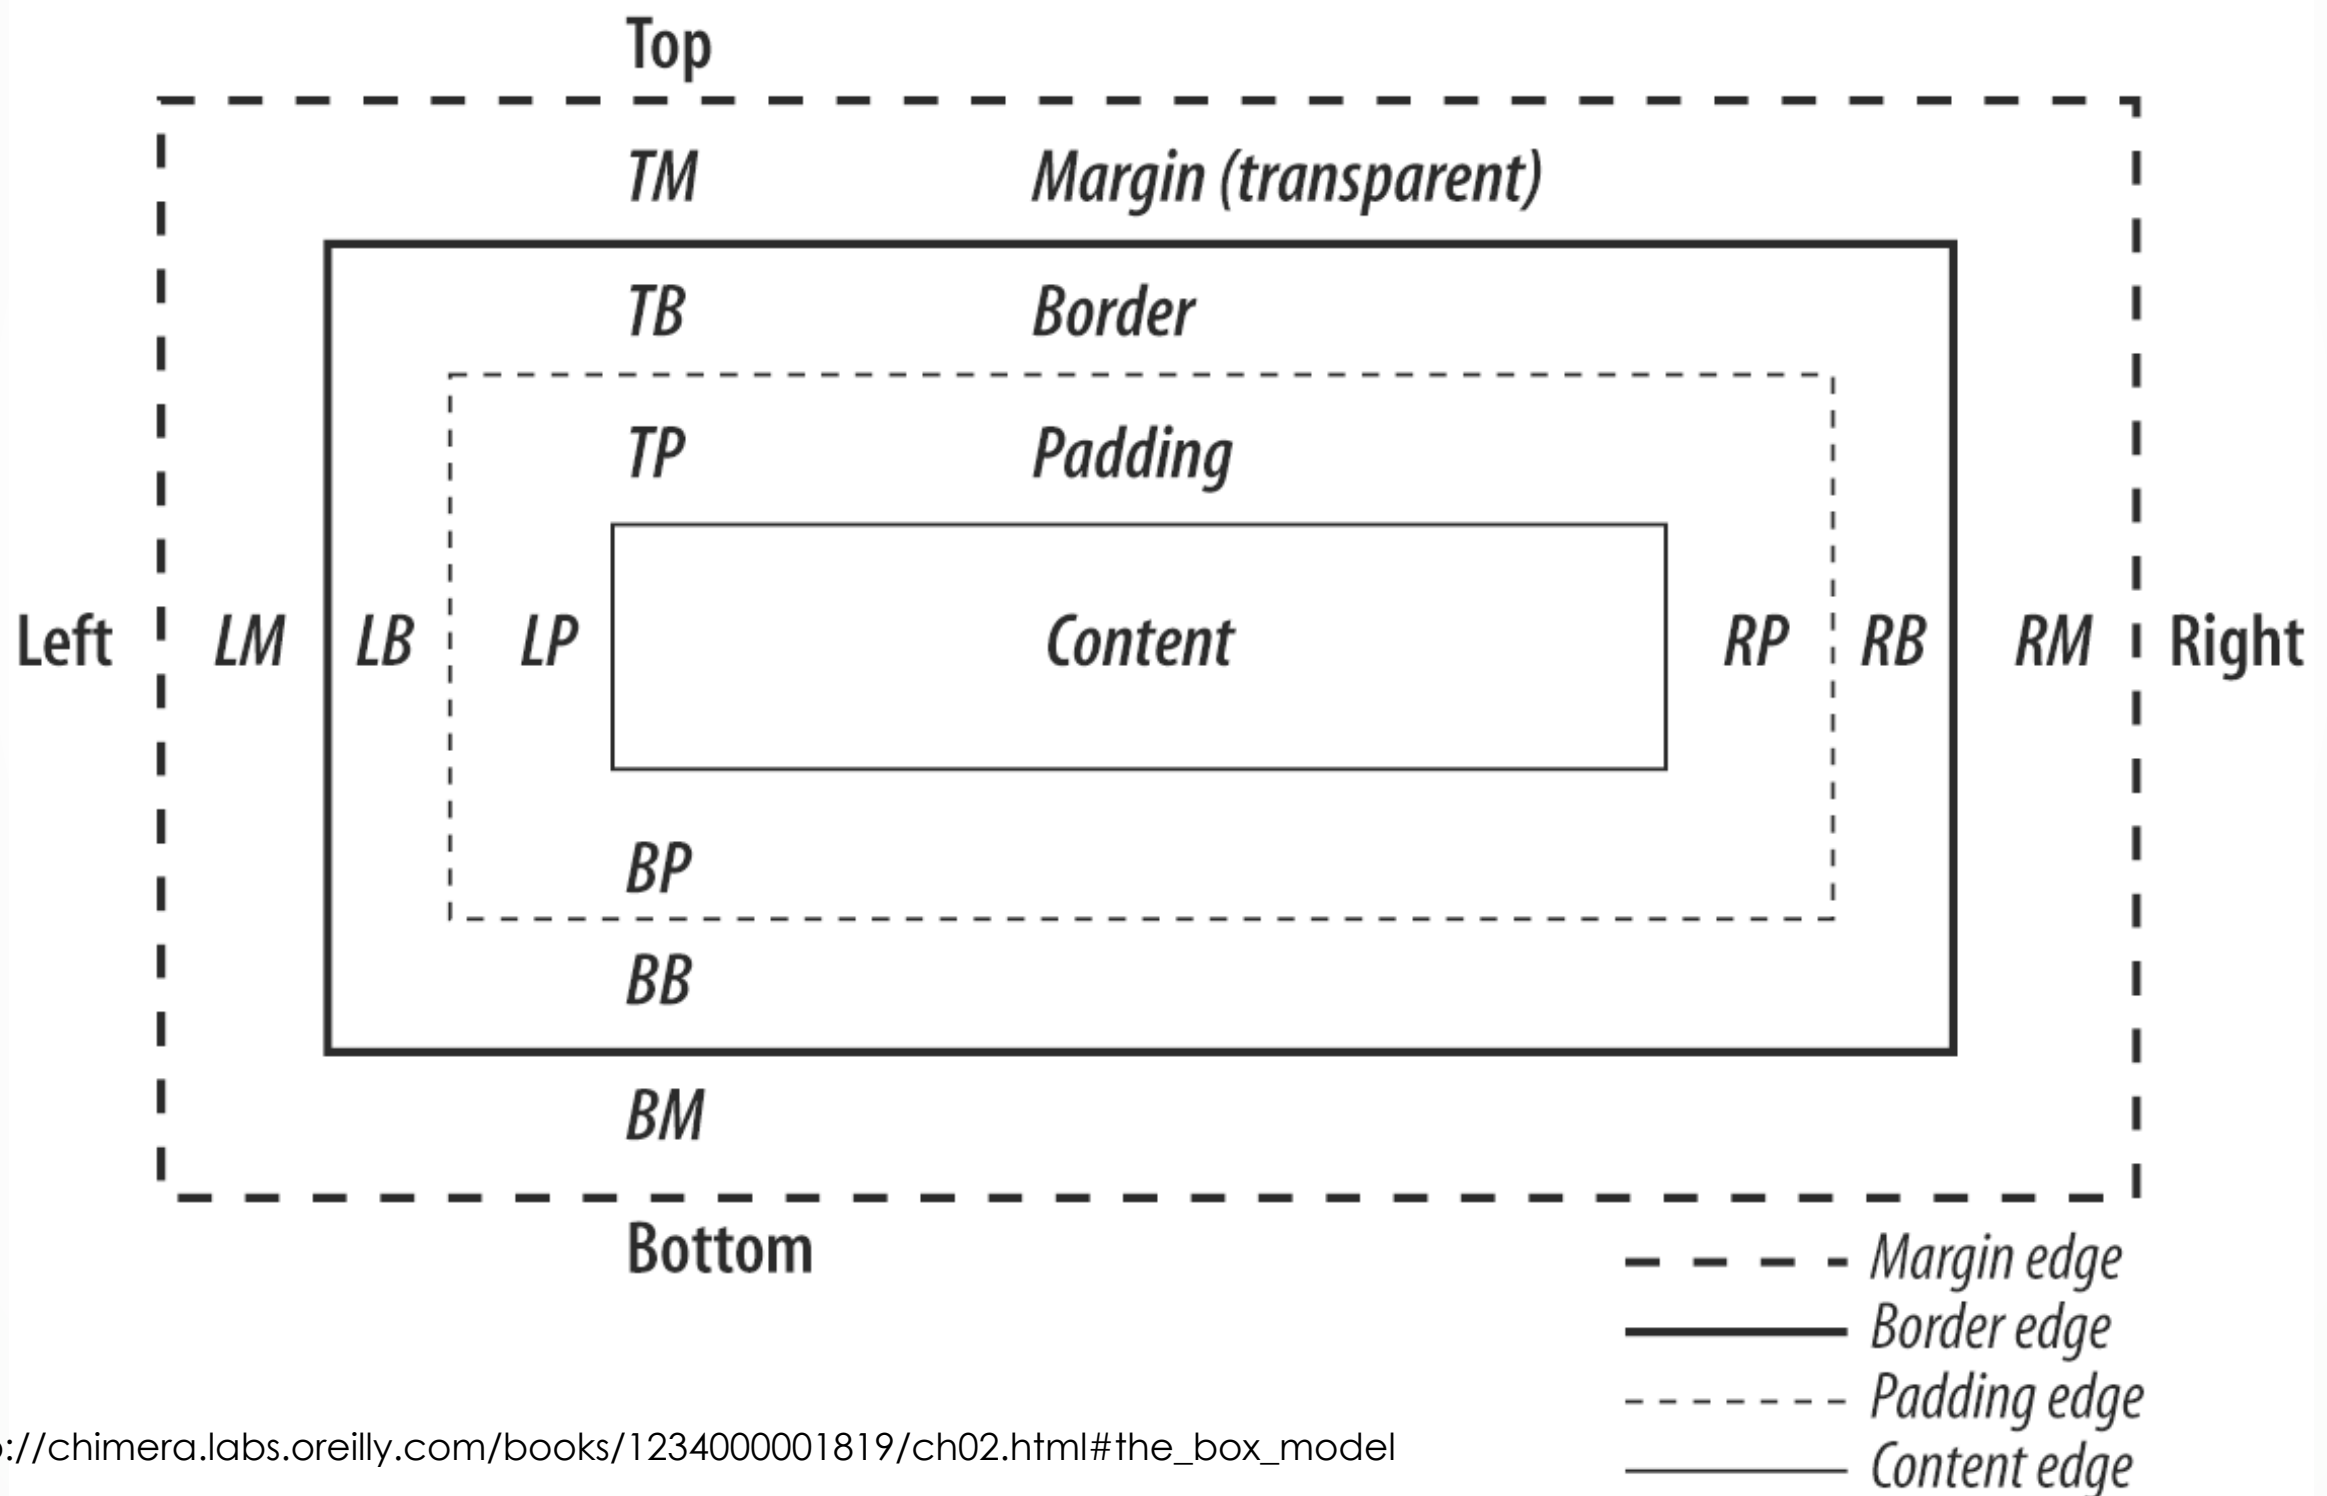 Top
TM Margin (transparent)
TB Border
TP Padding
Left LM LB LP Content RP RB RM Right
BP
BB
BM
Bottom
Margin edge
Border edge
Padding edge
://chimera.labs.oreilly.com/books/1234000001819/ch02.html#the_box_model
Content edge